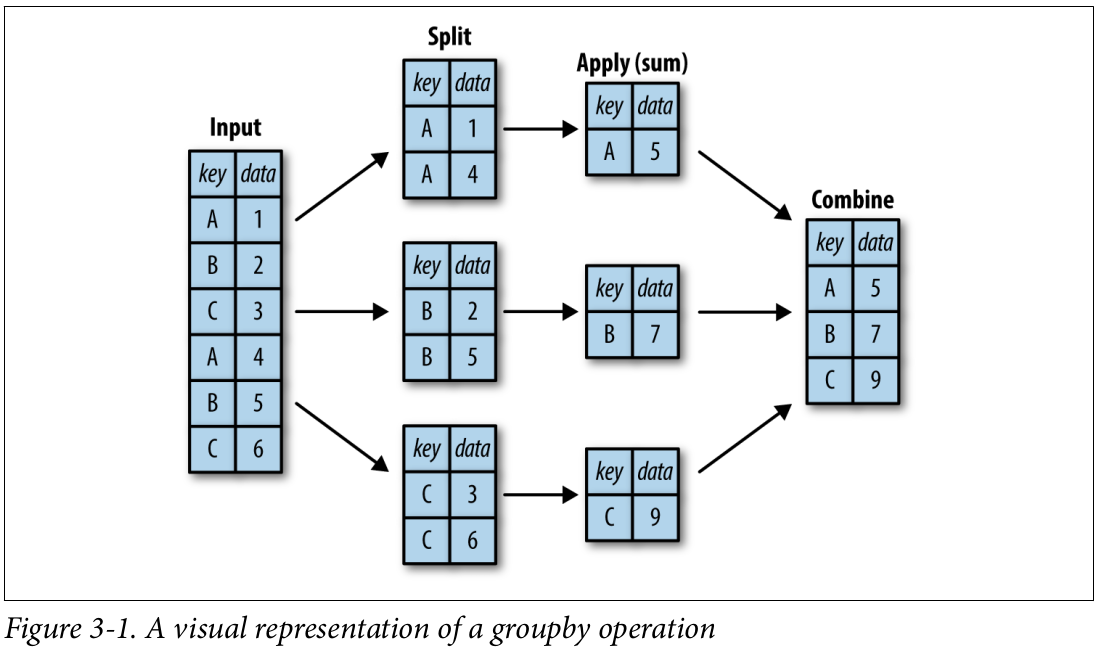 Input
key data
A 1
B 2
C 3
A 4
B 5
C 6
Split
key data
A 1
A 4
key data
B 2
B 5
key data
C 3
C 6
Apply (sum)
key data
A 5
key data
B 7
key data
C 9
Combine
key data
A 5
B 7
C 9
Figure 3-1. A visual representation of a groupby operation